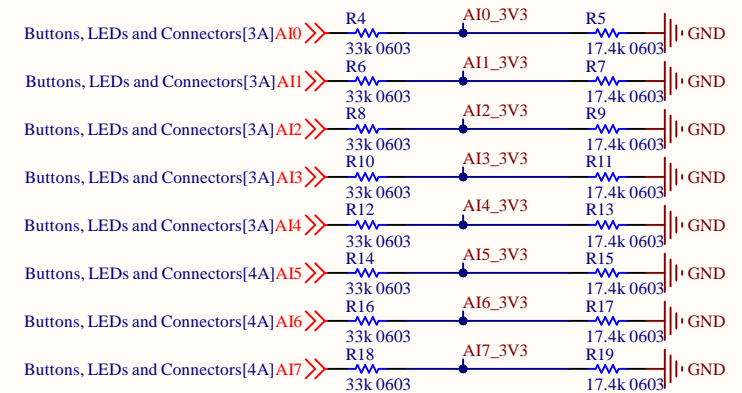 R4 AI0_3V3 R5
Buttons, LEDs and Connectors[3A] AI0 GND
33k 0603 17.4k 0603
R6 AI1_3V3 R7
Buttons, LEDs and Connectors[3A] AI1 GND
33k 0603 17.4k 0603
R8 AI2_3V3 R9
Buttons, LEDs and Connectors[3A] AI2 GND
33k 0603 17.4k 0603
R10 AI3_3V3 R11
Buttons, LEDs and Connectors[3A] AI3 GND
33k 0603 17.4k 0603
R12 AI4_3V3 R13
Buttons, LEDs and Connectors[3A] AI4 GND
33k 0603 17.4k 0603
R14 AI5_3V3 R15
Buttons, LEDs and Connectors[4A] AI5 GND
33k 0603 17.4k 0603
R16 AI6_3V3 R17
Buttons, LEDs and Connectors[4A] AI6 GND
33k 0603 17.4k 0603
R18 AI7_3V3 R19
Buttons, LEDs and Connectors[4A] AI7 GND
33k 0603 17.4k 0603